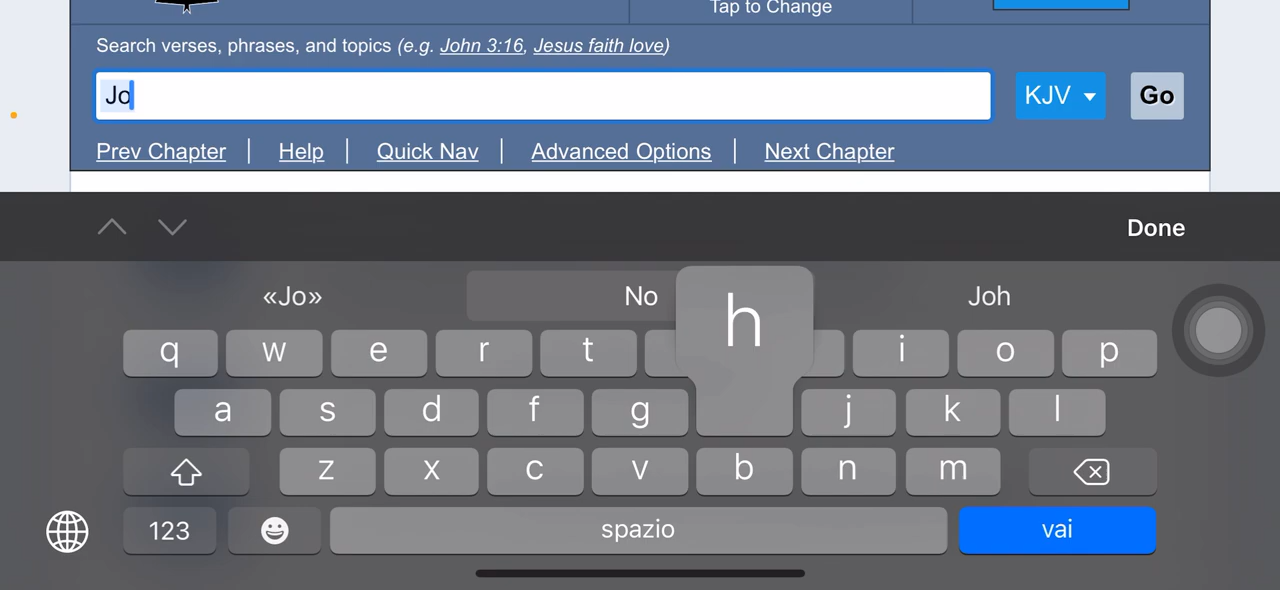 Tap to Change
Search verses, phrases, and topics (e.g. John 3:16, Jesus faith love)
Jo
KJV
Go
Prev Chapter | Help | Quick Nav | Advanced Options | Next Chapter
Done
«Jo» No Joh
q w e r t i o p
a s d f g h j k l
z x c v b n m
123 spazio vai